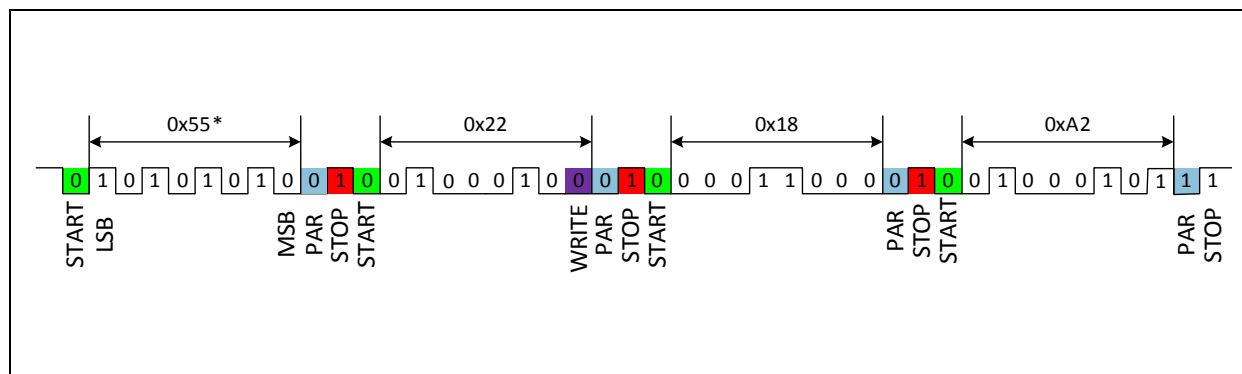 0x55* 0x22 0x18 0xA2
0 1 0 1 0 1 0 1 0 0 1 0 0 1 0 0 0 1 0 0 0 1 0 0 0 0 1 1 0 0 0 0 1 0 0 1 0 0 0 1 0 1 1 1
START LSB MSB PAR STOP START WRITE PAR STOP START PAR STOP START PAR STOP